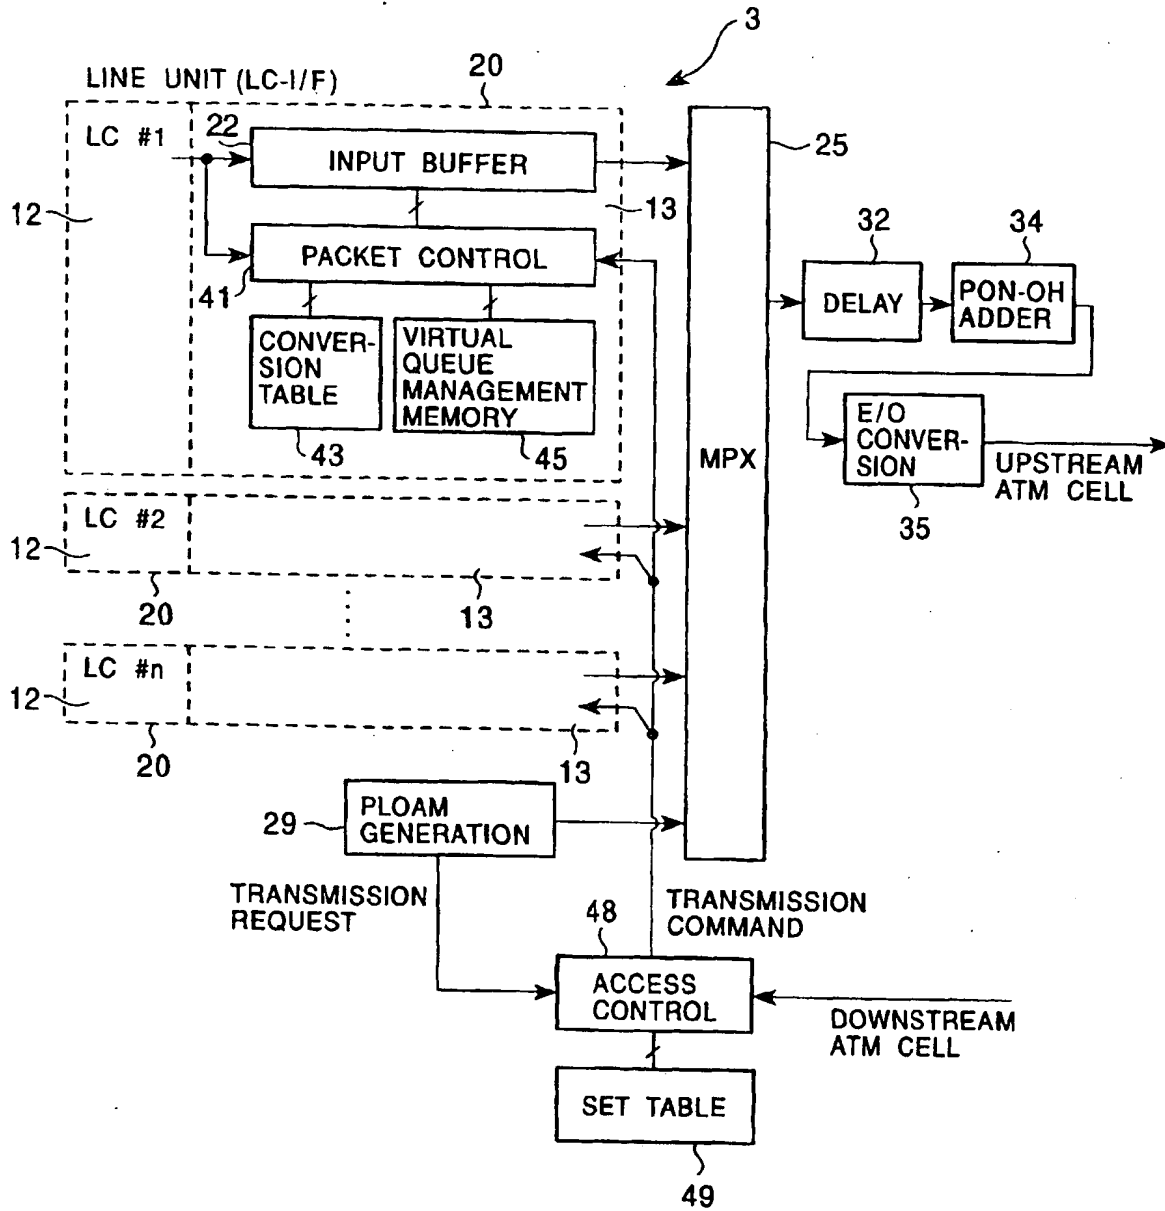 3
LINE UNIT (LC-I/F)
20
LC #1
22
INPUT BUFFER
25
12
13
PACKET CONTROL
41
32
34
DELAY
PON-OH
ADDER
CONVER-
SION
TABLE
VIRTUAL
QUEUE
MANAGEMENT
MEMORY
43
45
MPX
E/O
CONVER-
SION
35
UPSTREAM
ATM CELL
LC #2
12
20
13
LC #n
12
20
13
PLOAM
GENERATION
29
TRANSMISSION
REQUEST
TRANSMISSION
COMMAND
48
ACCESS
CONTROL
DOWNSTREAM
ATM CELL
SET TABLE
49